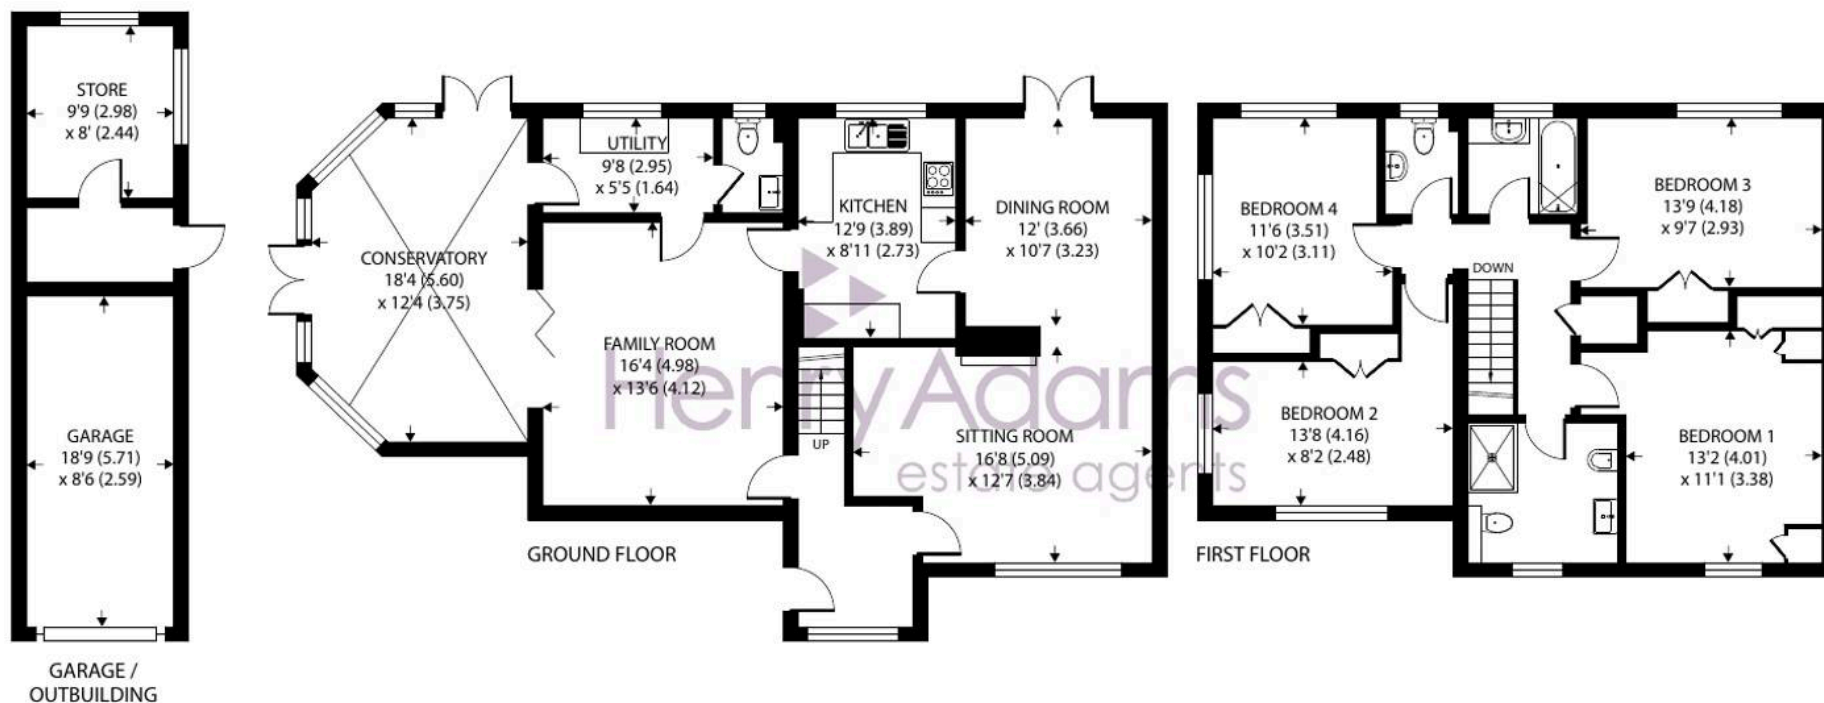 STORE
9'9 (2.98)
x 8' (2.44)
GARAGE
18'9 (5.71)
x 8'6 (2.59)
GARAGE /
OUTBUILDING
CONSERVATORY
18'4 (5.60)
x 12'4 (3.75)
UTILITY
9'8 (2.95)
x 5'5 (1.64)
FAMILY ROOM
16'4 (4.98)
x 13'6 (4.12)
KITCHEN
12'9 (3.89)
x 8'11 (2.73)
DINING ROOM
12' (3.66)
x 10'7 (3.23)
UP
SITTING ROOM
16'8 (5.09)
x 12'7 (3.84)
GROUND FLOOR
Henry Adams
estate agents
BEDROOM 4
11'6 (3.51)
x 10'2 (3.11)
BEDROOM 3
13'9 (4.18)
x 9'7 (2.93)
DOWN
BEDROOM 2
13'8 (4.16)
x 8'2 (2.48)
BEDROOM 1
13'2 (4.01)
x 11'1 (3.38)
FIRST FLOOR